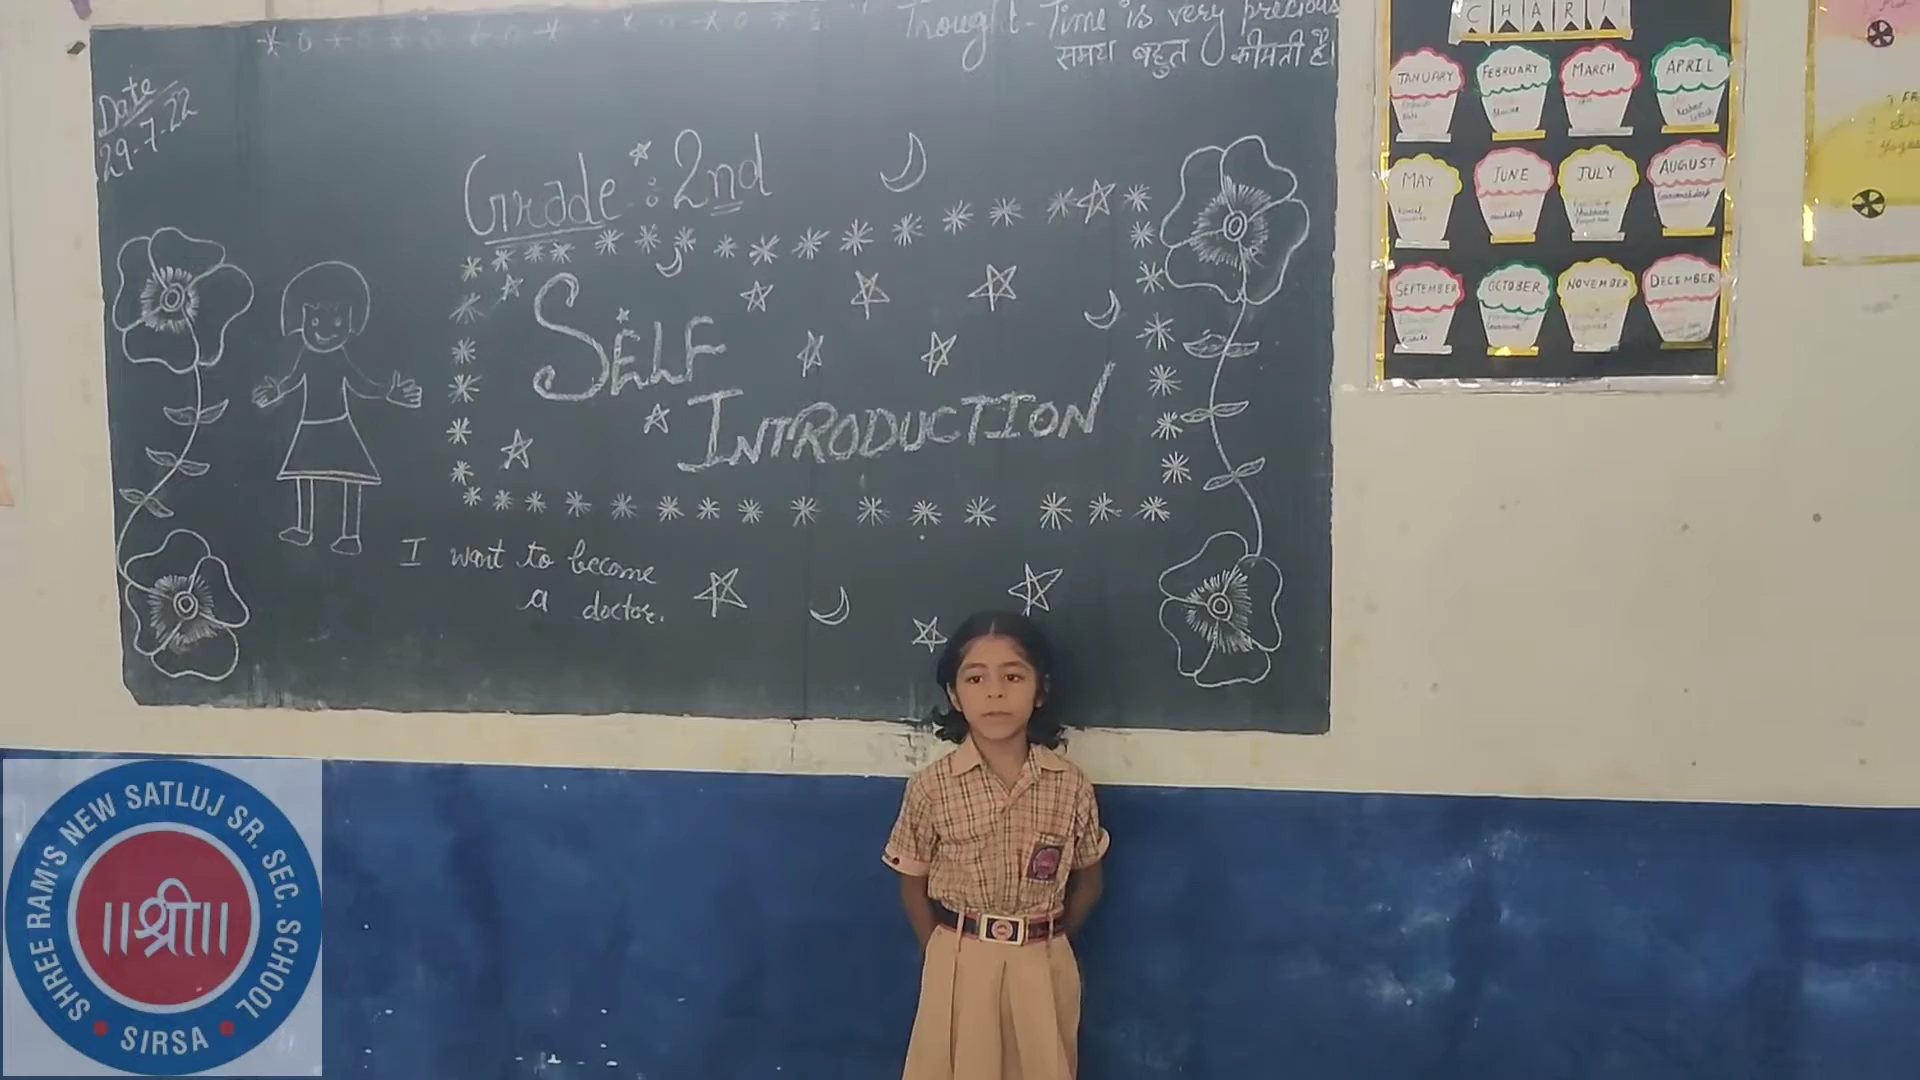 Thought - Time is very precious
समय बहुत कीमती है।
Date
29-7-22
Grade : 2nd
SELF
INTRODUCTION
I want to become
a doctor.
CHART
JANUARY
FEBRUARY
MARCH
APRIL
MAY
JUNE
JULY
AUGUST
SEPTEMBER
OCTOBER
NOVEMBER
DECEMBER
SHREE RAM'S NEW SATLUJ SR. SEC. SCHOOL
॥श्री॥
SIRSA